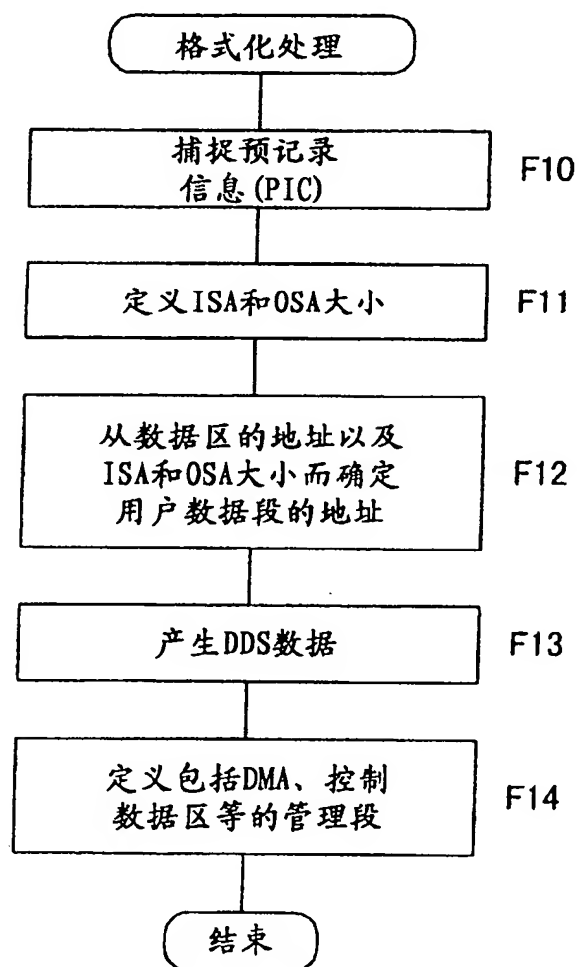 格式化处理
捕捉预记录
信息(PIC)
F10
定义ISA和OSA大小
F11
从数据区的地址以及
ISA和OSA大小而确定
用户数据段的地址
F12
产生DDS数据
F13
定义包括DMA、控制
数据区等的管理段
F14
结束